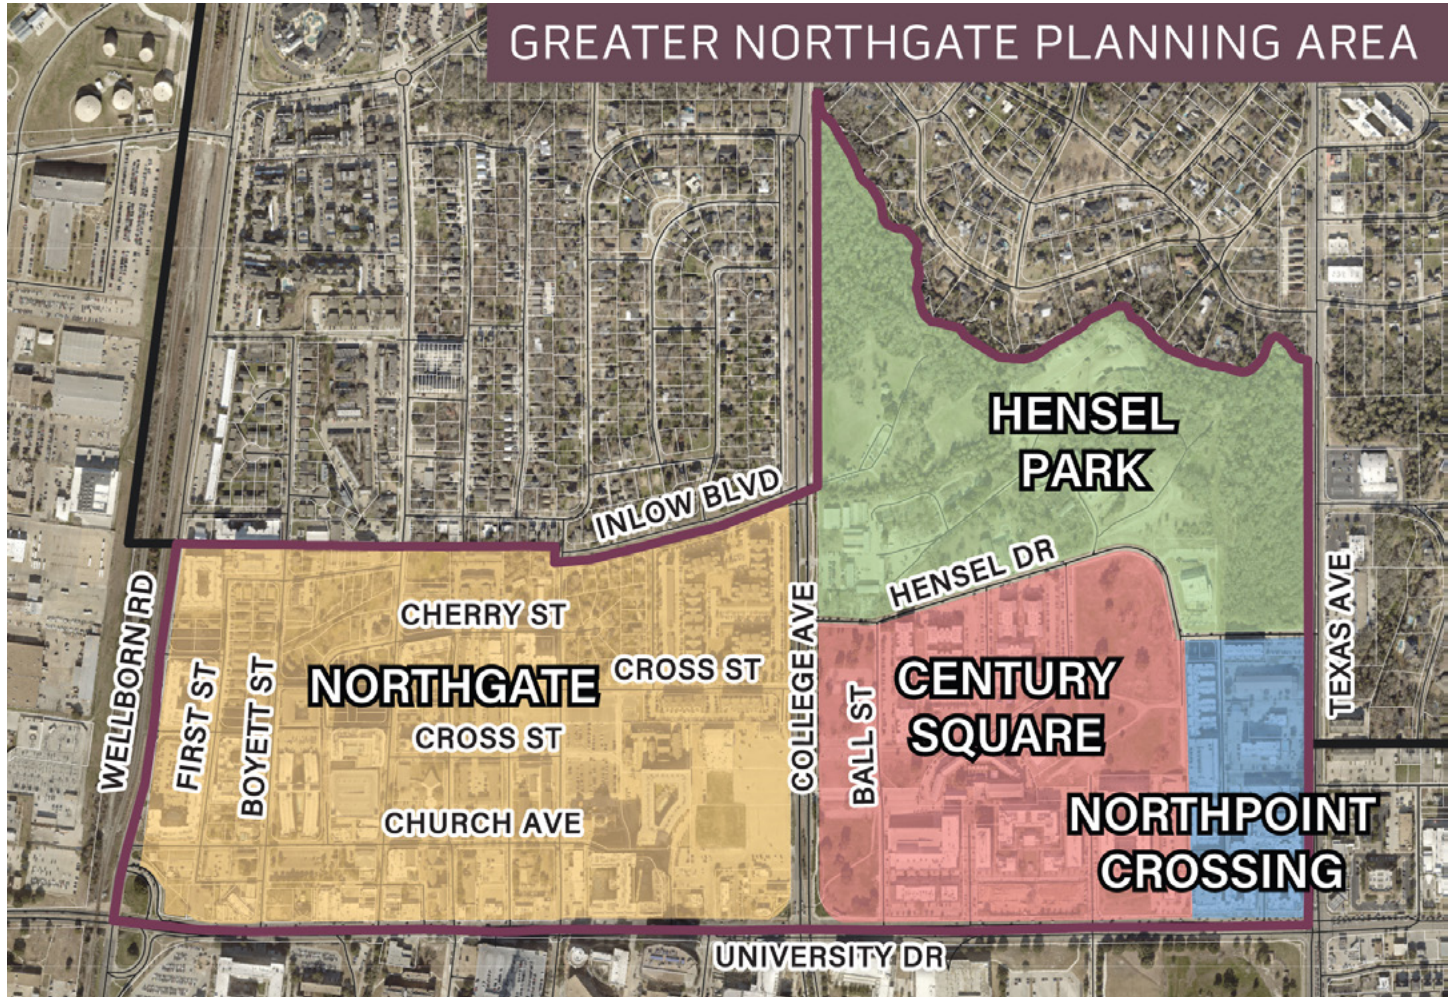 GREATER NORTHGATE PLANNING AREA
HENSEL
PARK
INLOW BLVD
HENSEL DR
CHERRY ST
WELLBORN RD
FIRST ST
BOYETT ST
NORTHGATE
CROSS ST
CROSS ST
CHURCH AVE
COLLEGE AVE
BALL ST
CENTURY
SQUARE
TEXAS AVE
NORTHPOINT
CROSSING
UNIVERSITY DR